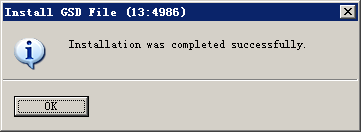 Install GSD File (13:4986)
Installation was completed successfully.
OK